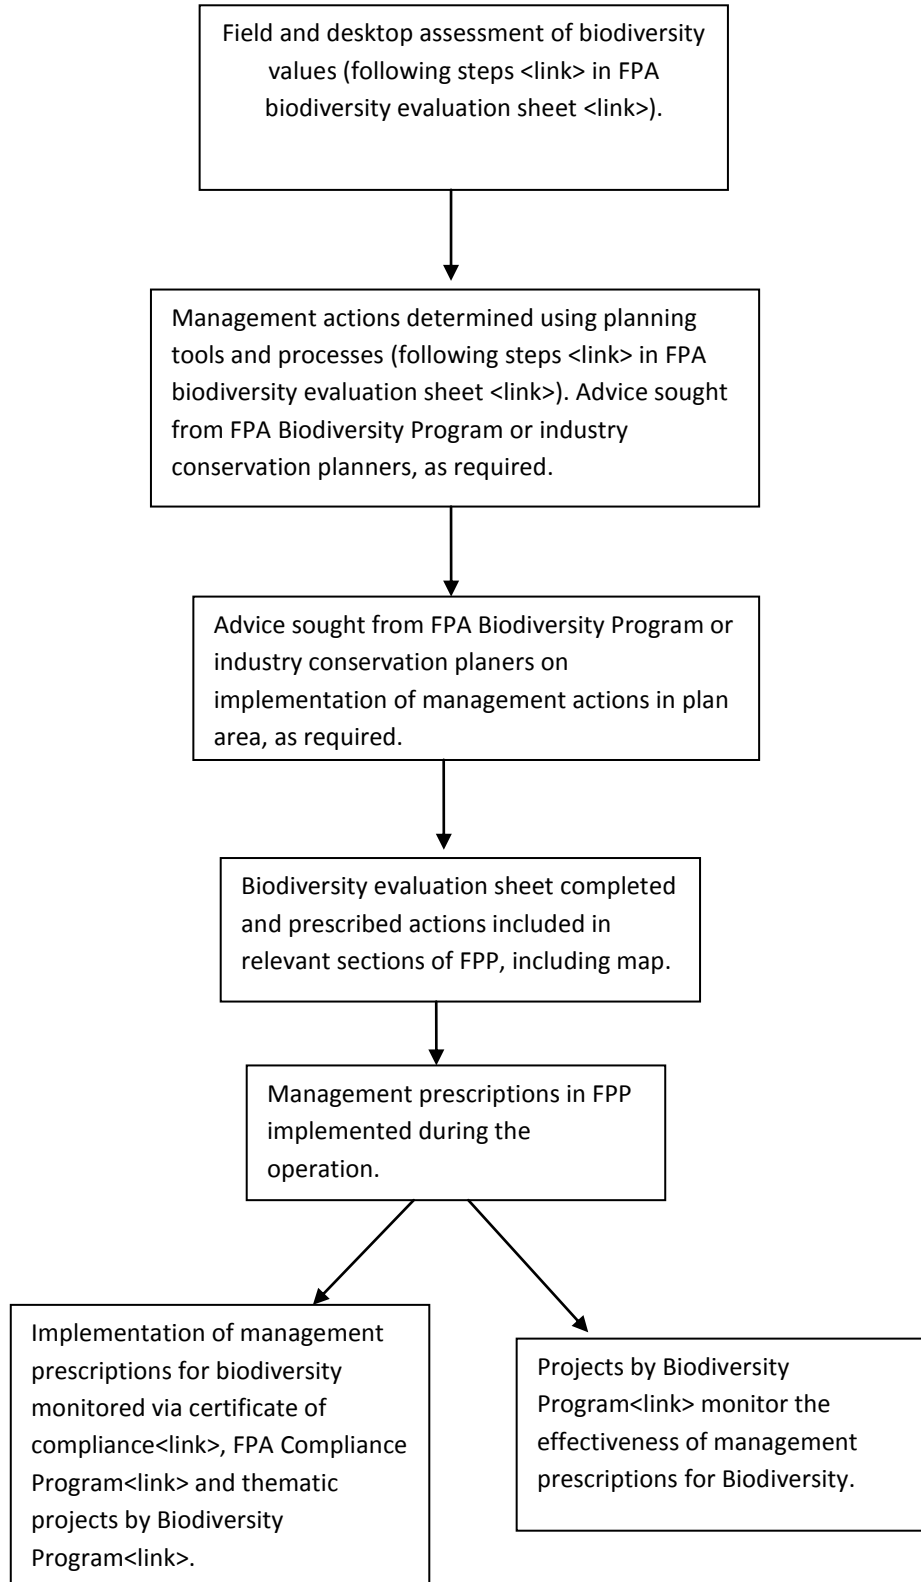 Field and desktop assessment of biodiversity
values (following steps <link> in FPA
biodiversity evaluation sheet <link>).
Management actions determined using planning
tools and processes (following steps <link> in FPA
biodiversity evaluation sheet <link>). Advice sought
from FPA Biodiversity Program or industry
conservation planners, as required.
Advice sought from FPA Biodiversity Program or
industry conservation planers on
implementation of management actions in plan
area, as required.
Biodiversity evaluation sheet completed
and prescribed actions included in
relevant sections of FPP, including map.
Management prescriptions in FPP
implemented during the
operation.
Implementation of management
prescriptions for biodiversity
monitored via certificate of
compliance<link>, FPA Compliance
Program<link> and thematic
projects by Biodiversity
Program<link>.
Projects by Biodiversity
Program<link> monitor the
effectiveness of management
prescriptions for Biodiversity.